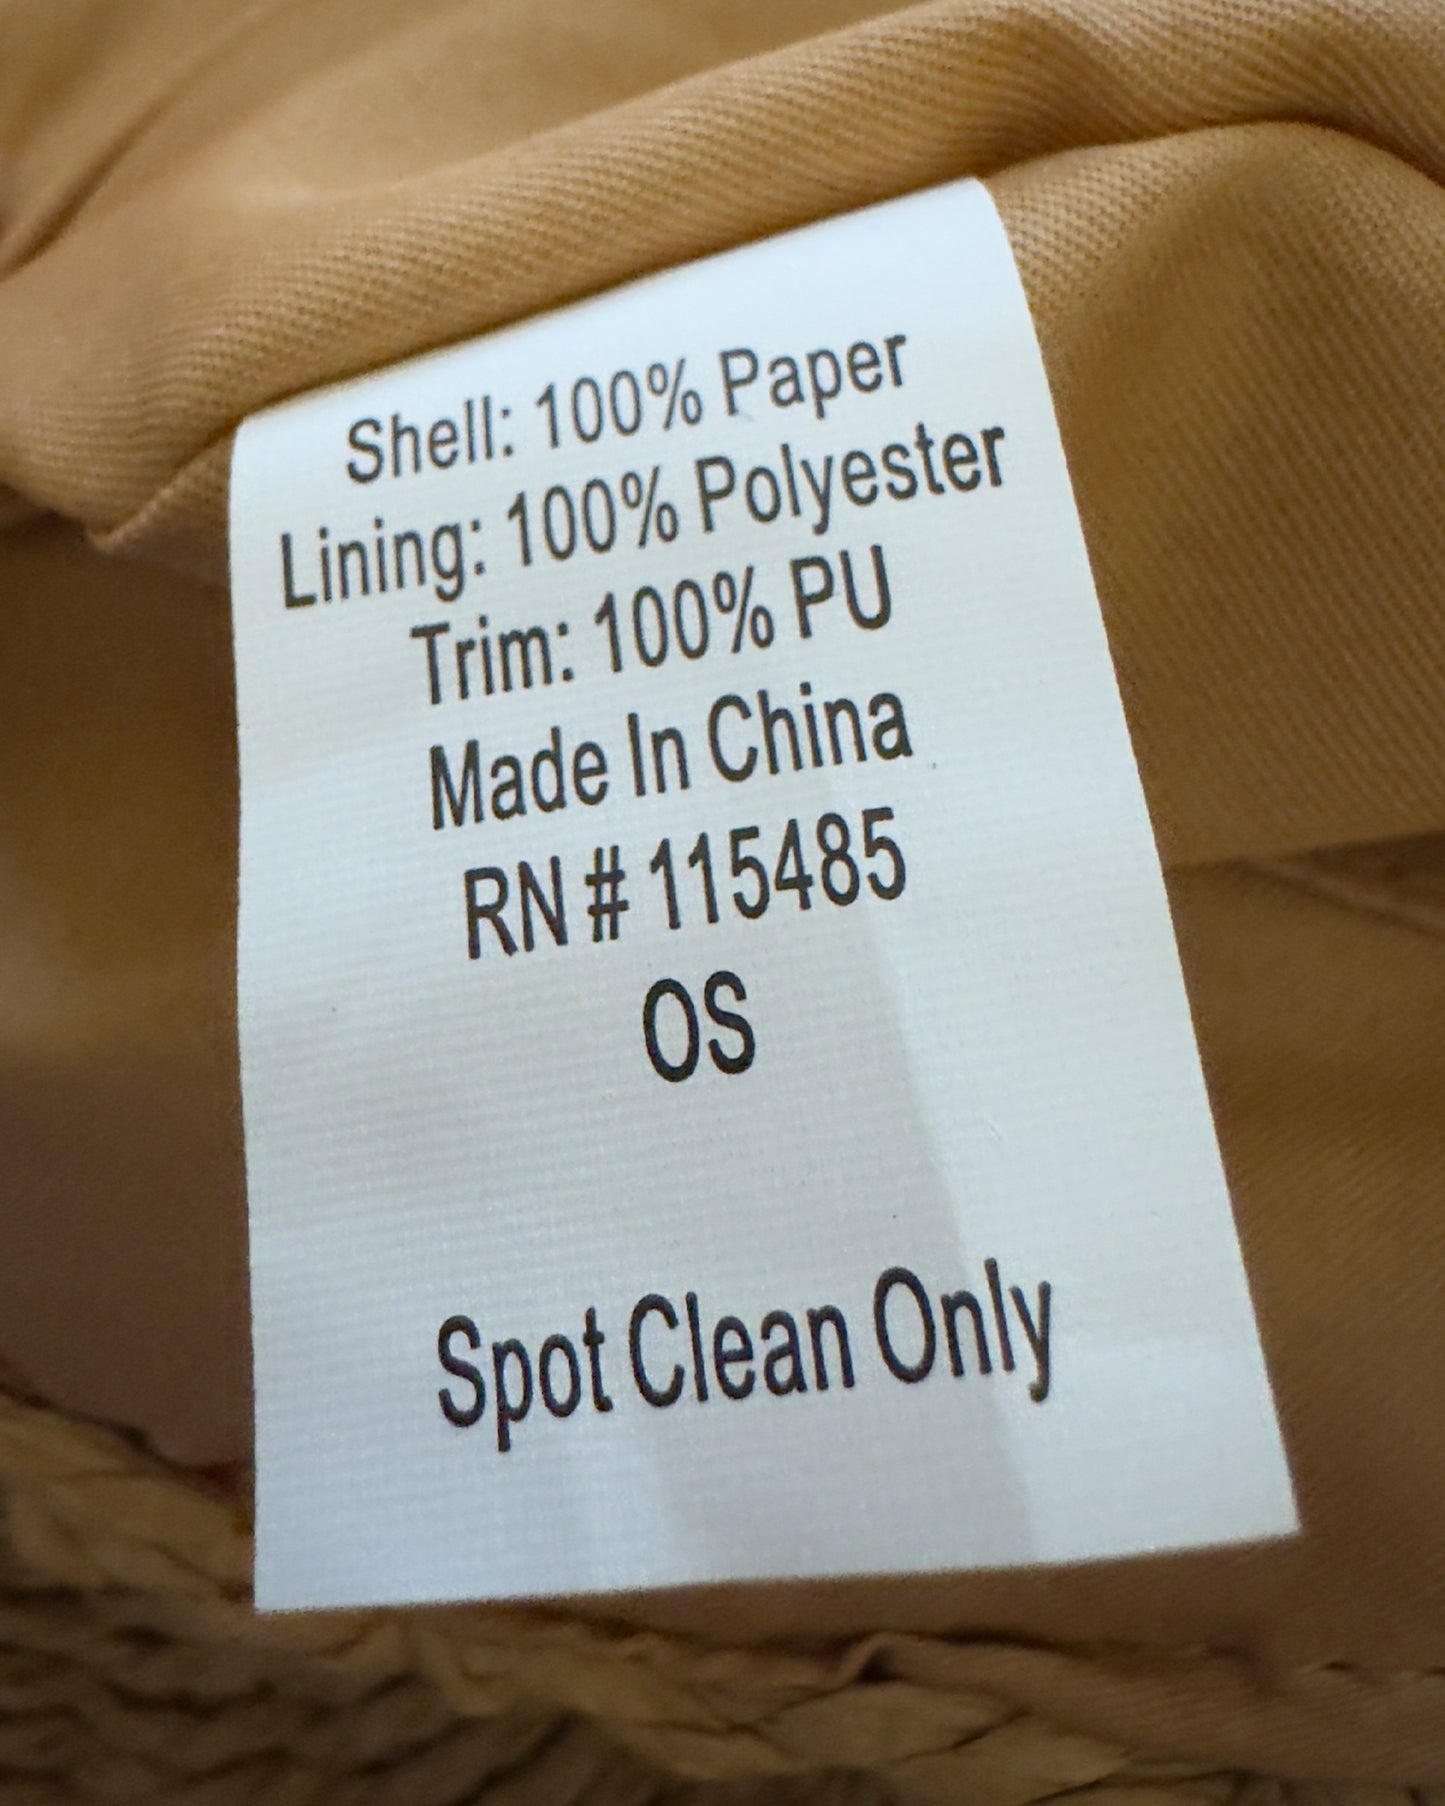 Shell: 100% Paper
Lining: 100% Polyester
Trim: 100% PU
Made In China
RN # 115485
OS
Spot Clean Only